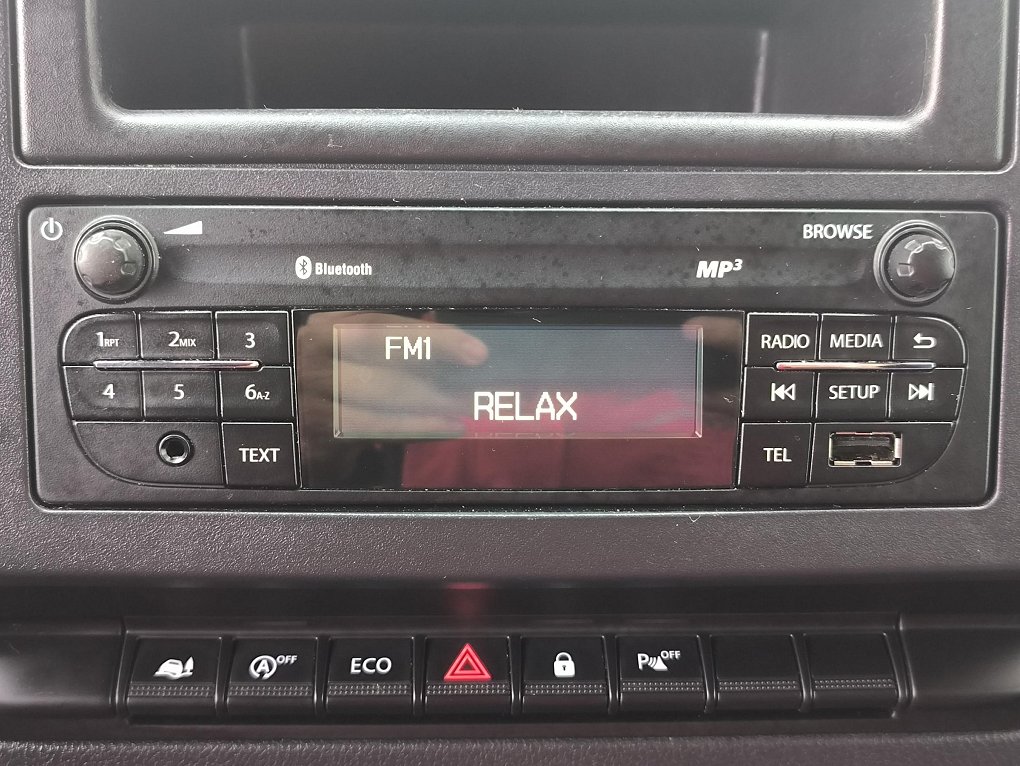 BROWSE
Bluetooth
MP3
1RPT 2MIX 3
FM1
RADIO MEDIA
4 5 6A-Z
RELAX
SETUP
TEXT
TEL
A OFF
ECO
P OFF